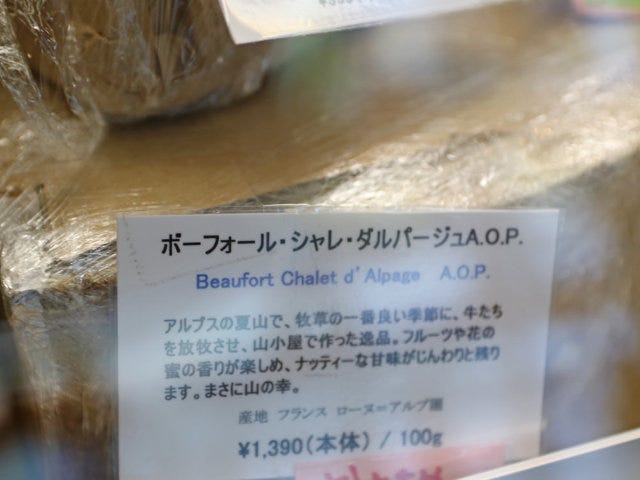 ボーフォール・シャレ・ダルパージュA.O.P.
Beaufort Chalet d'Alpage A.O.P.
アルプスの夏山で、牧草の一番良い季節に、牛たち
を放牧させ、山小屋で作った逸品。フルーツや花の
蜜の香りが楽しめ、ナッティーな甘味がじんわりと残り
ます。まさに山の幸。
産地 フランス ローヌ=アルプ圏
¥1,390(本体) / 100g